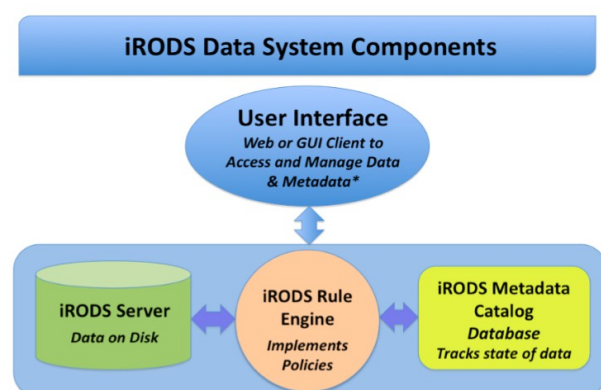 iRODS Data System Components
User Interface
Web or GUI Client to
Access and Manage Data
& Metadata*
iRODS Server
Data on Disk
iRODS Rule
Engine
Implements
Policies
iRODS Metadata
Catalog
Database
Tracks state of data